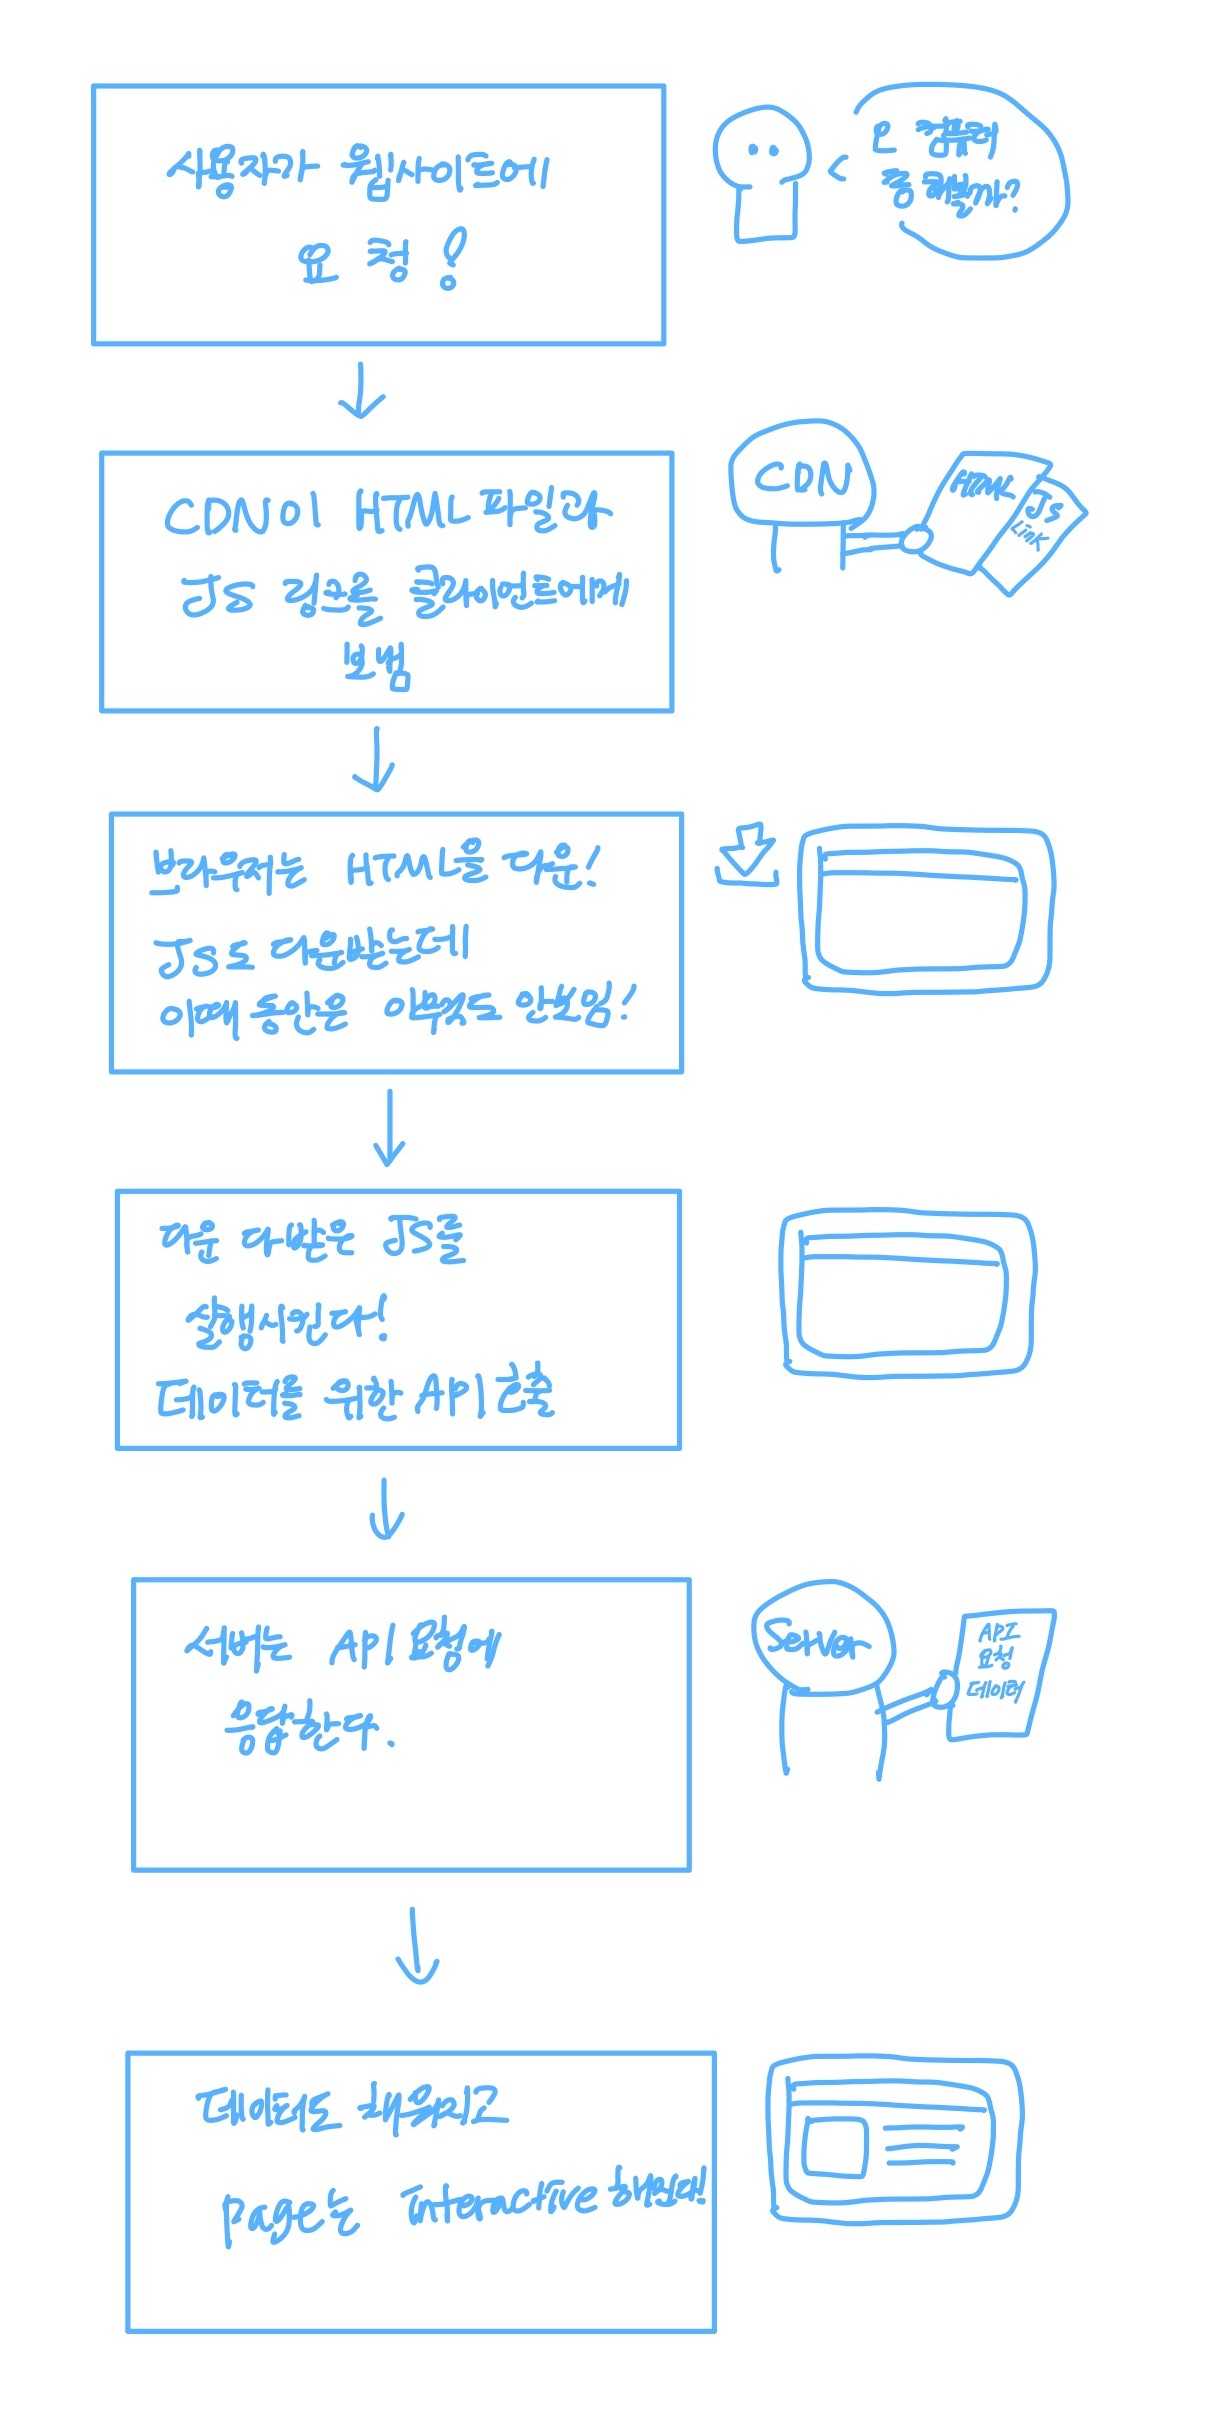 사용자가 웹사이트에
요청!
으 컴퓨터
좀 해볼까?
CDN이 HTML파일과
JS 링크를 클라이언트에게
보냄
CDN
HTML
JS
Link
브라우저는 HTML을 다운!
JS도 다운받는데
이때 동안은 아무것도 안보임!
다운 다받은 JS를
실행시킨다!
데이터를 위한 API 호출
서버는 API 요청에
응답한다.
Server
API
요청
데이터
데이터도 채워지고
Page는 interactive 해진다!